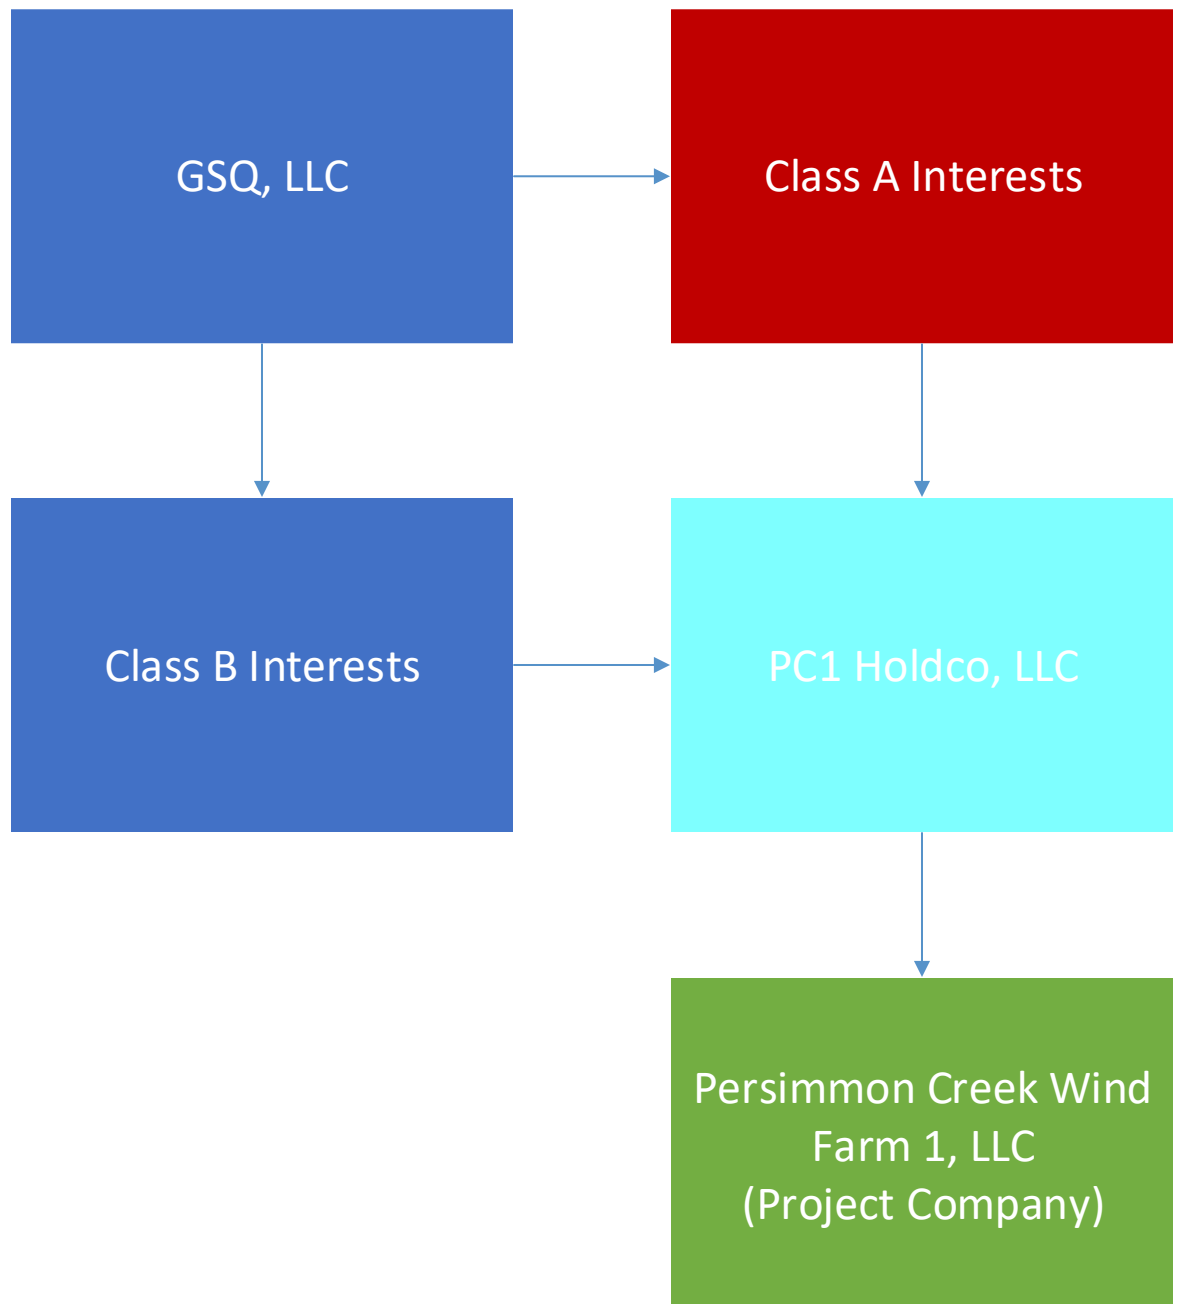 GSQ, LLC
Class A Interests
Class B Interests
PC1 Holdco, LLC
Persimmon Creek Wind
Farm 1, LLC
(Project Company)